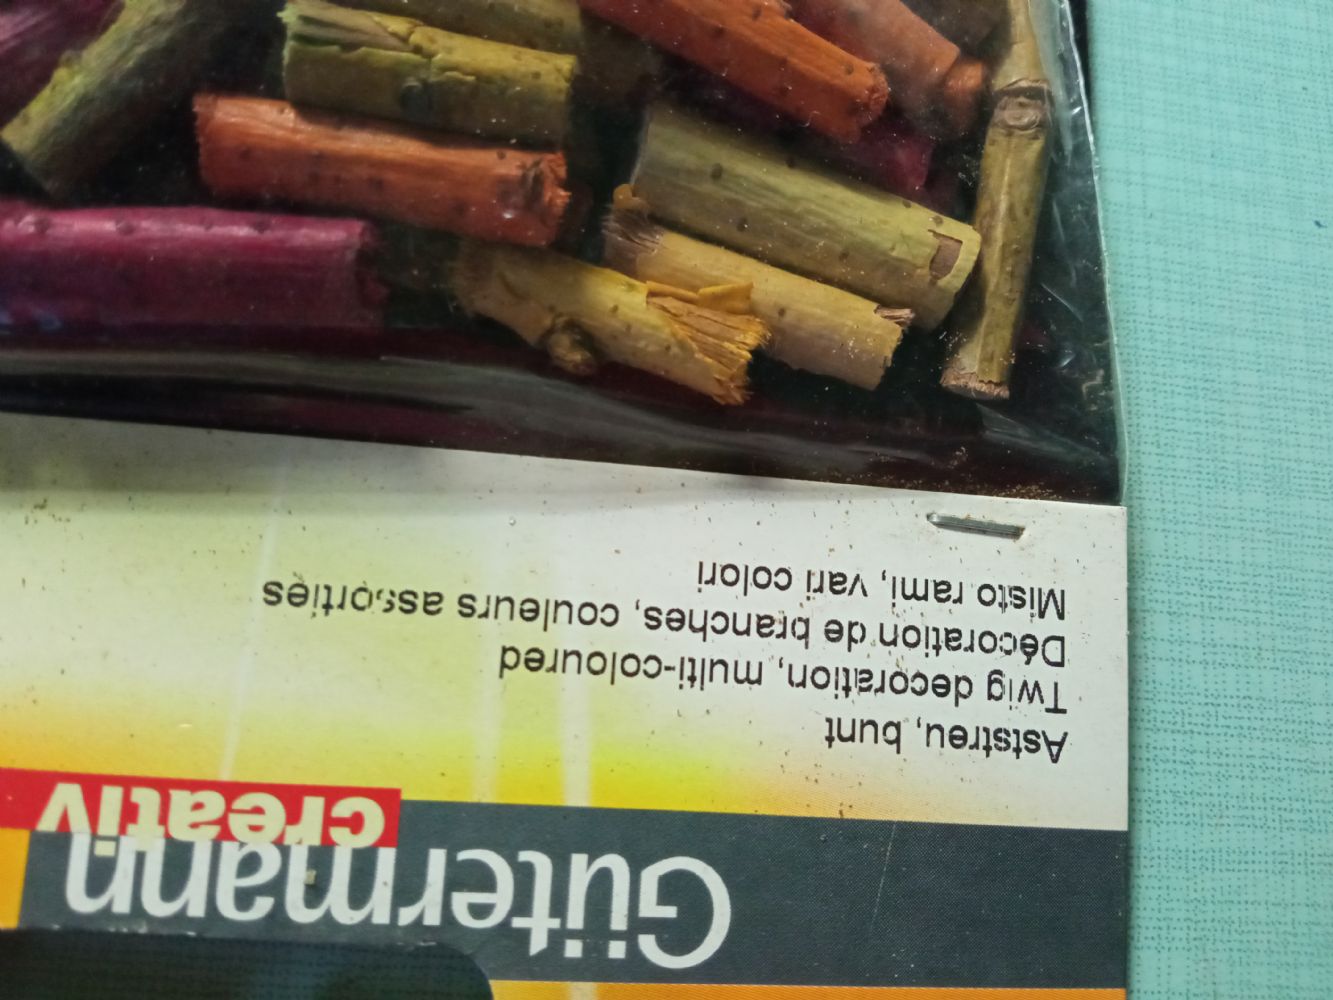 Gütermann
creativ
Aststreu, bunt
Twig decoration, multi-coloured
Décoration de branches, couleurs assorties
Misto rami, vari colori